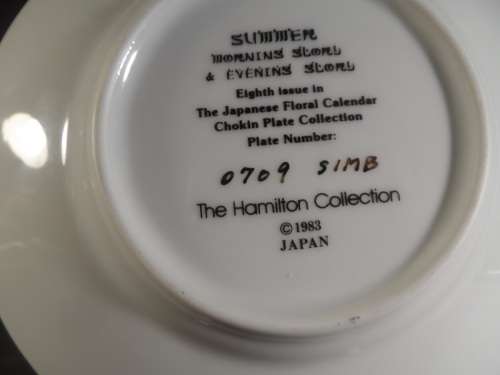 SUMMER
MORNING GLORY
& EVENING GLORY
Eighth issue in
The Japanese Floral Calendar
Chokin Plate Collection
Plate Number:
0709 SIMB
The Hamilton Collection
©1983
JAPAN